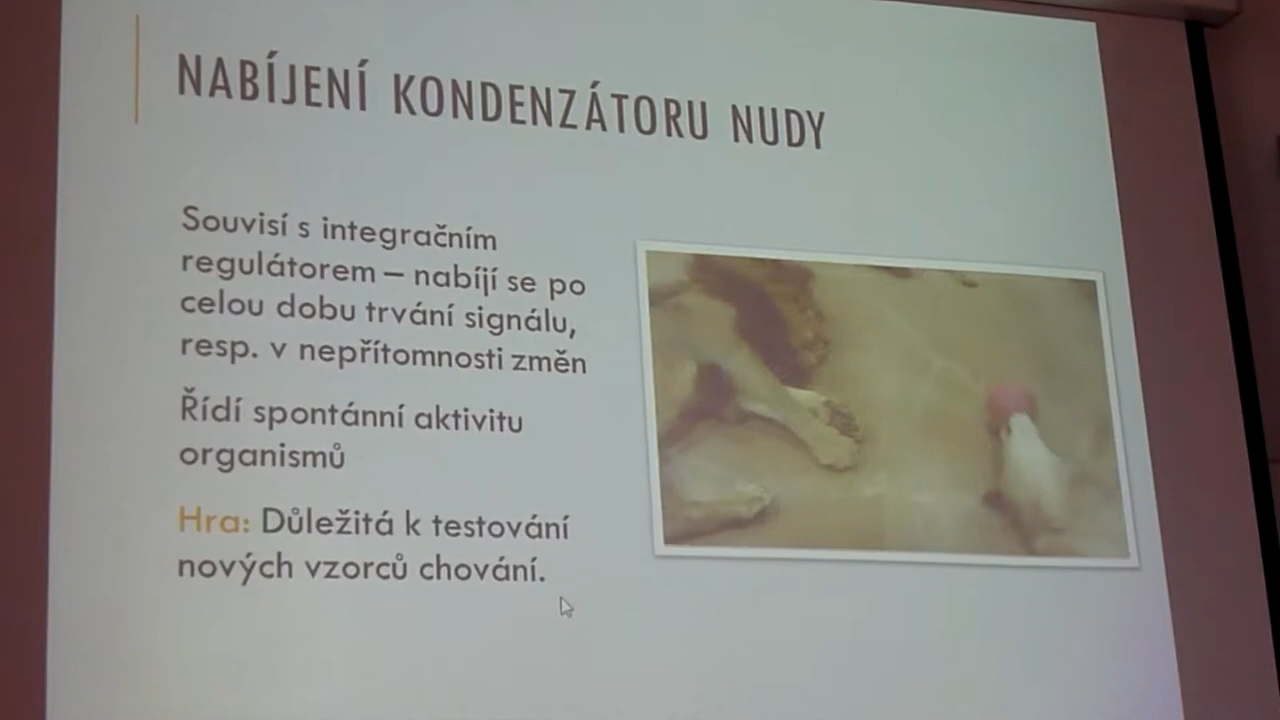 NABÍJENÍ KONDENZÁTORU NUDY
Souvisí s integračním
regulátorem – nabíjí se po
celou dobu trvání signálu,
resp. v nepřítomnosti změn
Řídí spontánní aktivitu
organismů
Hra: Důležitá k testování
nových vzorců chování.